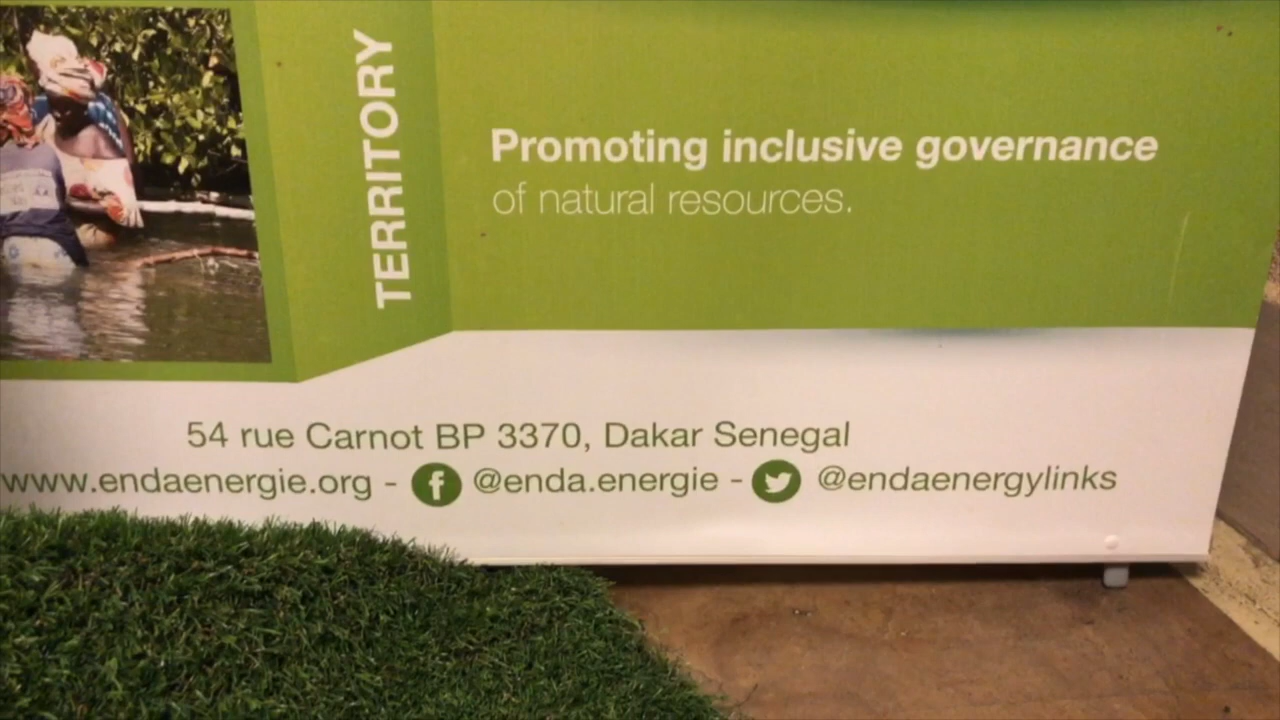 TERRITORY
Promoting inclusive governance
of natural resources.
54 rue Carnot BP 3370, Dakar Senegal
www.endaenergie.org - f @enda.energie - @endaenergylinks